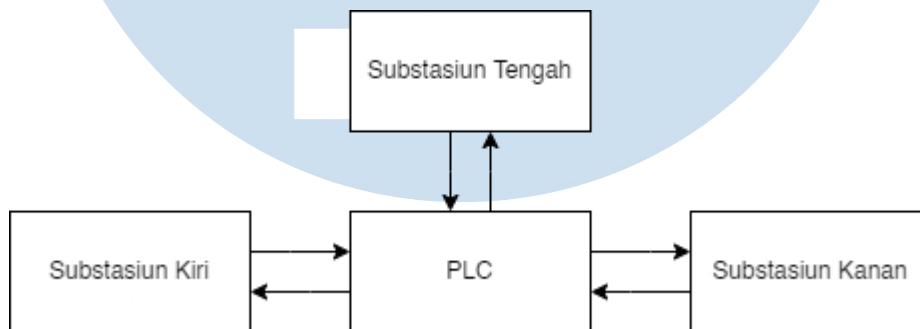 Substasiun Tengah
Substasiun Kiri
PLC
Substasiun Kanan